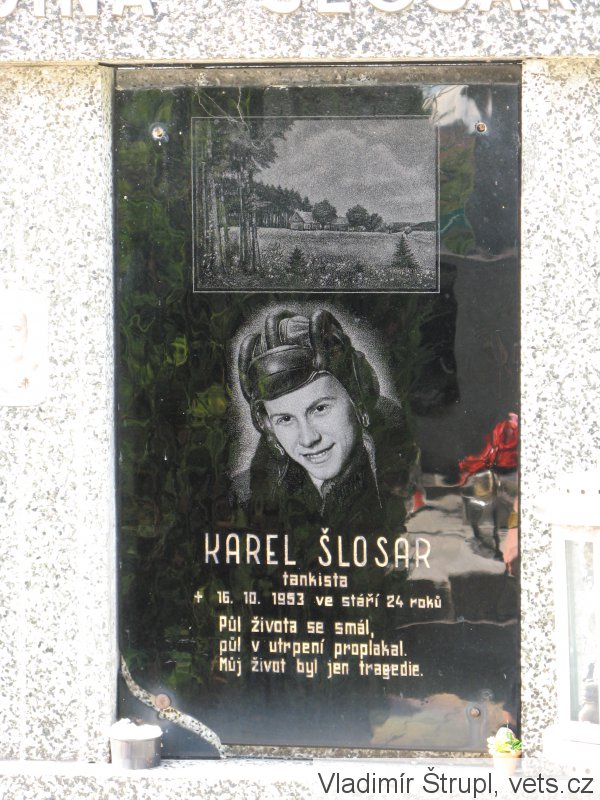 KAREL ŠLOSAR
tankista
+ 16. 10. 1953 ve stáří 24 roků
Půl života se smál,
půl v utrpení proplakal.
Můj život byl jen tragedie.
Vladimír Štrupl, vets.cz